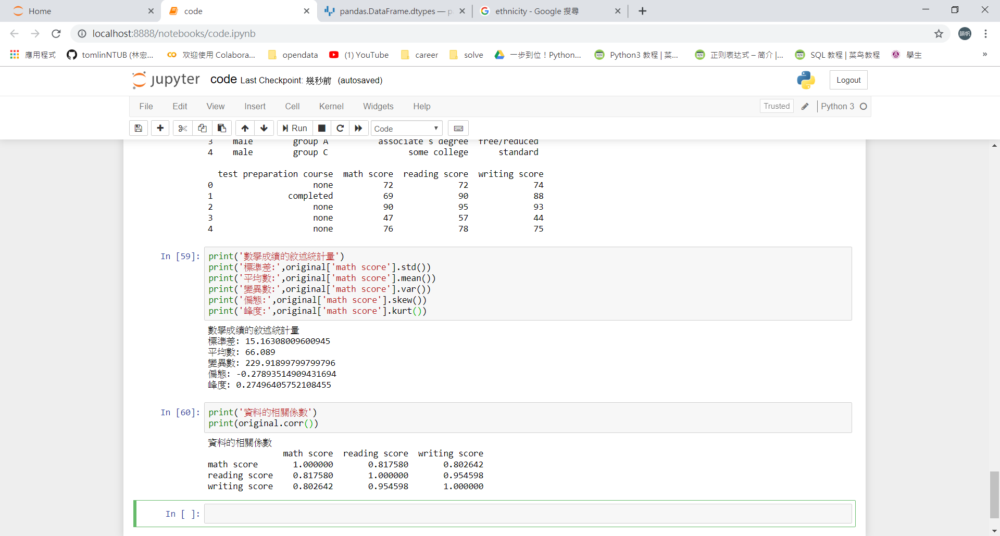 Home
code
pandas.DataFrame.dtypes — p
ethnicity - Google 搜尋
localhost:8888/notebooks/code.ipynb
韻帆
應用程式
tomlinNTUB (林宏...
欢迎使用 Colabora...
opendata
(1) YouTube
career
solve
一步到位！Python...
Python3 教程 | 菜...
正则表达式 – 简介 |...
SQL 教程 | 菜鸟教程
學生
»
jupyter code Last Checkpoint: 幾秒前 (autosaved)
Logout
File Edit View Insert Cell Kernel Widgets Help
Trusted
Python 3
Run
Code
3 male group A associate's degree free/reduced
4 male group C some college standard
test preparation course math score reading score writing score
0 none 72 72 74
1 completed 69 90 88
2 none 90 95 93
3 none 47 57 44
4 none 76 78 75
In [59]:
print('數學成績的敘述統計量')
print('標準差:',original['math score'].std())
print('平均數:',original['math score'].mean())
print('變異數:',original['math score'].var())
print('偏態:',original['math score'].skew())
print('峰度:',original['math score'].kurt())
數學成績的敘述統計量
標準差: 15.16308009600945
平均數: 66.089
變異數: 229.91899799799796
偏態: -0.27893514909431694
峰度: 0.27496405752108455
In [60]:
print('資料的相關係數')
print(original.corr())
資料的相關係數
math score reading score writing score
math score 1.000000 0.817580 0.802642
reading score 0.817580 1.000000 0.954598
writing score 0.802642 0.954598 1.000000
In [ ]: